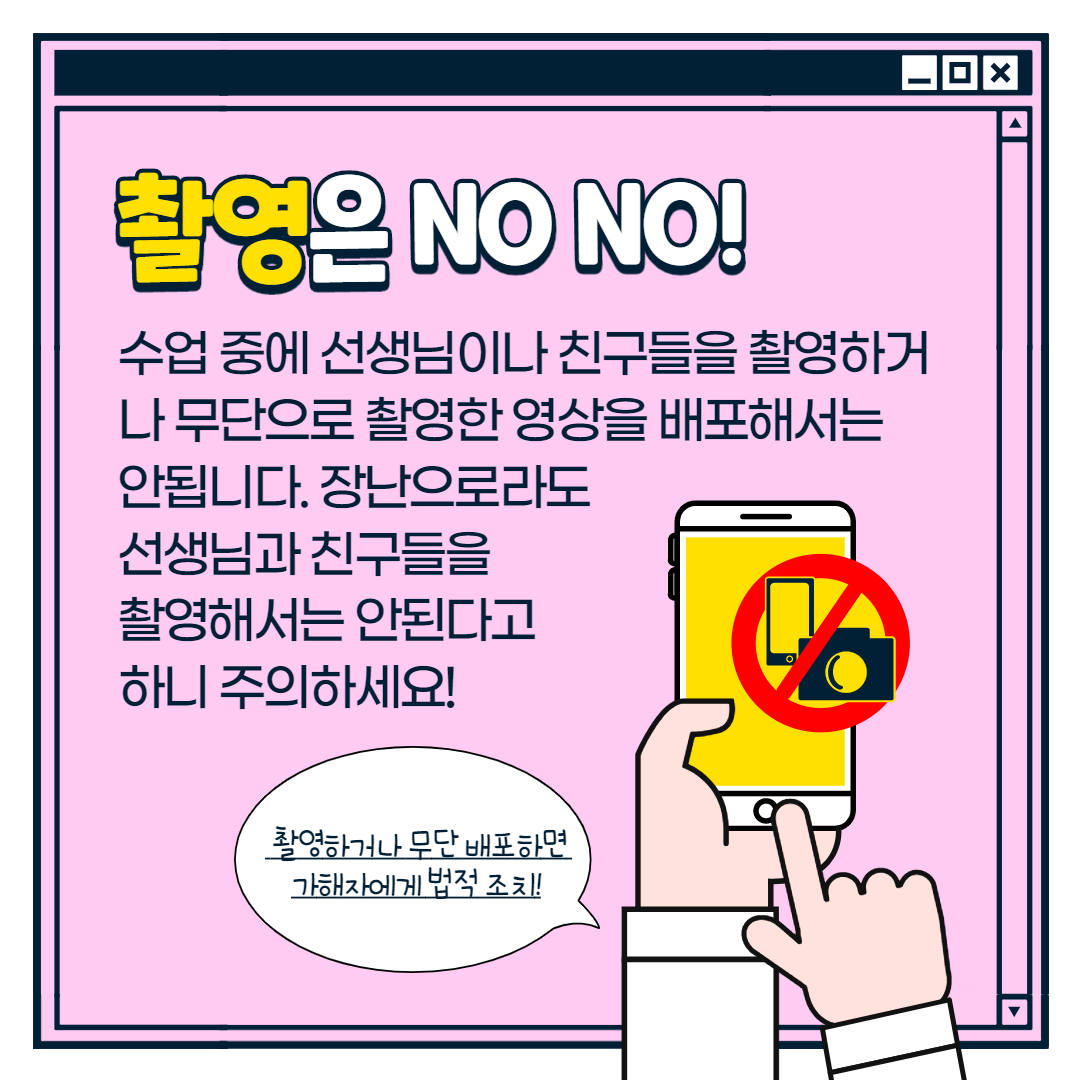 촬영은 NO NO!
수업 중에 선생님이나 친구들을 촬영하거
나 무단으로 촬영한 영상을 배포해서는
안됩니다. 장난으로라도
선생님과 친구들을
촬영해서는 안된다고
하니 주의하세요!
촬영하거나 무단 배포하면
가해자에게 법적 조치!